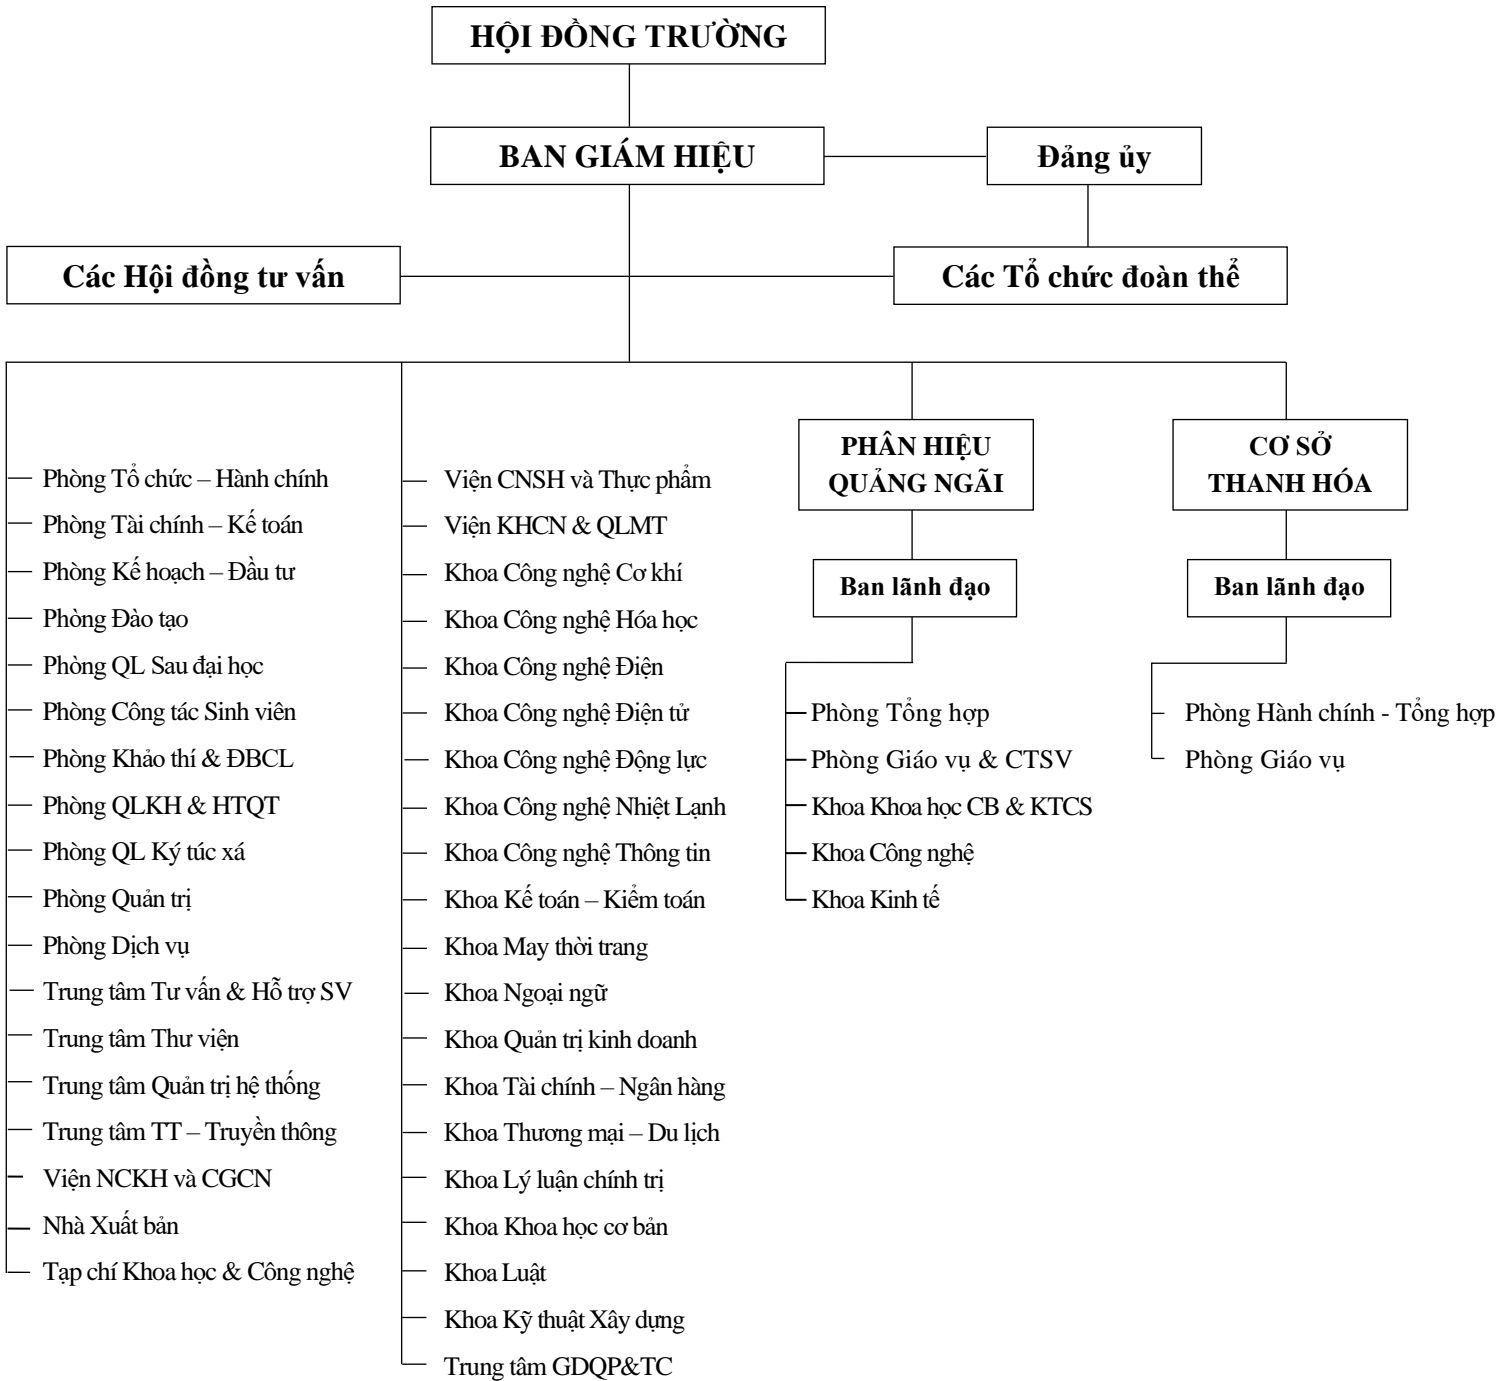 HỘI ĐỒNG TRƯỜNG
BAN GIÁM HIỆU
Đảng ủy
Các Hội đồng tư vấn
Các Tổ chức đoàn thể
Phòng Tổ chức – Hành chính
Phòng Tài chính – Kế toán
Phòng Kế hoạch – Đầu tư
Phòng Đào tạo
Phòng QL Sau đại học
Phòng Công tác Sinh viên
Phòng Khảo thí & ĐBCL
Phòng QLKH & HTQT
Phòng QL Ký túc xá
Phòng Quản trị
Phòng Dịch vụ
Trung tâm Tư vấn & Hỗ trợ SV
Trung tâm Thư viện
Trung tâm Quản trị hệ thống
Trung tâm TT – Truyền thông
Viện NCKH và CGCN
Nhà Xuất bản
Tạp chí Khoa học & Công nghệ
Viện CNSH và Thực phẩm
Viện KHCN & QLMT
Khoa Công nghệ Cơ khí
Khoa Công nghệ Hóa học
Khoa Công nghệ Điện
Khoa Công nghệ Điện tử
Khoa Công nghệ Động lực
Khoa Công nghệ Nhiệt Lạnh
Khoa Công nghệ Thông tin
Khoa Kế toán – Kiểm toán
Khoa May thời trang
Khoa Ngoại ngữ
Khoa Quản trị kinh doanh
Khoa Tài chính – Ngân hàng
Khoa Thương mại – Du lịch
Khoa Lý luận chính trị
Khoa Khoa học cơ bản
Khoa Luật
Khoa Kỹ thuật Xây dựng
Trung tâm GDQP&TC
PHÂN HIỆU
QUẢNG NGÃI
Ban lãnh đạo
Phòng Tổng hợp
Phòng Giáo vụ & CTSV
Khoa Khoa học CB & KTCS
Khoa Công nghệ
Khoa Kinh tế
CƠ SỞ
THANH HÓA
Ban lãnh đạo
Phòng Hành chính - Tổng hợp
Phòng Giáo vụ